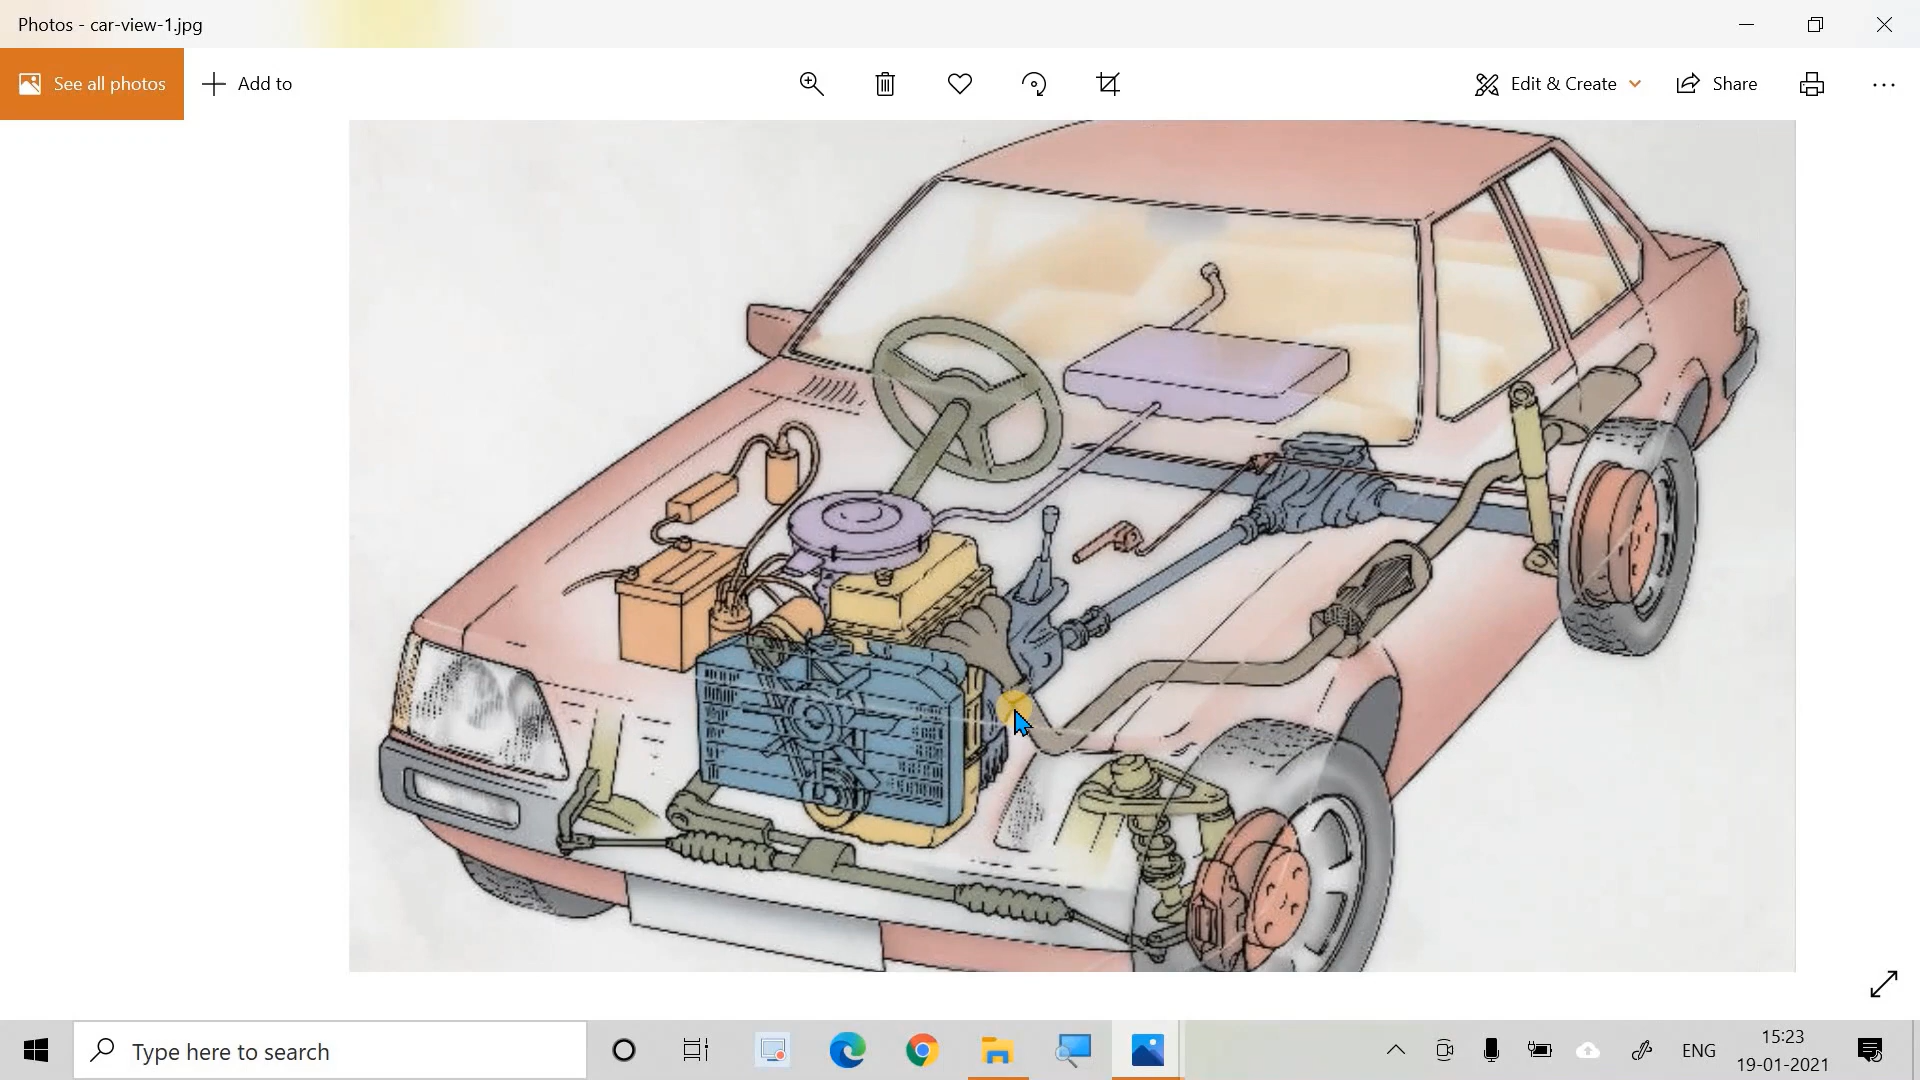 Photos - car-view-1.jpg
See all photos
Add to
Edit & Create
Share
Type here to search
ENG
15:23
19-01-2021